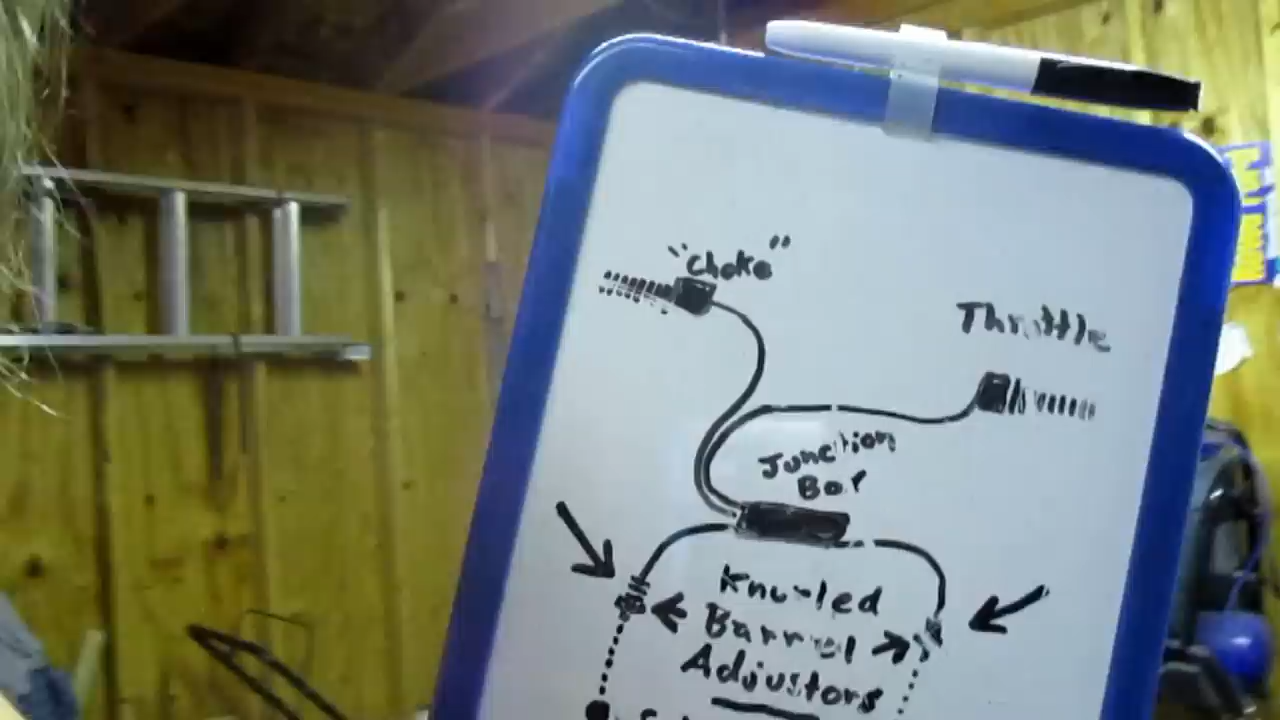 "Choke"
Throttle
Junction
Box
Knurled
Barrel
Adjustors